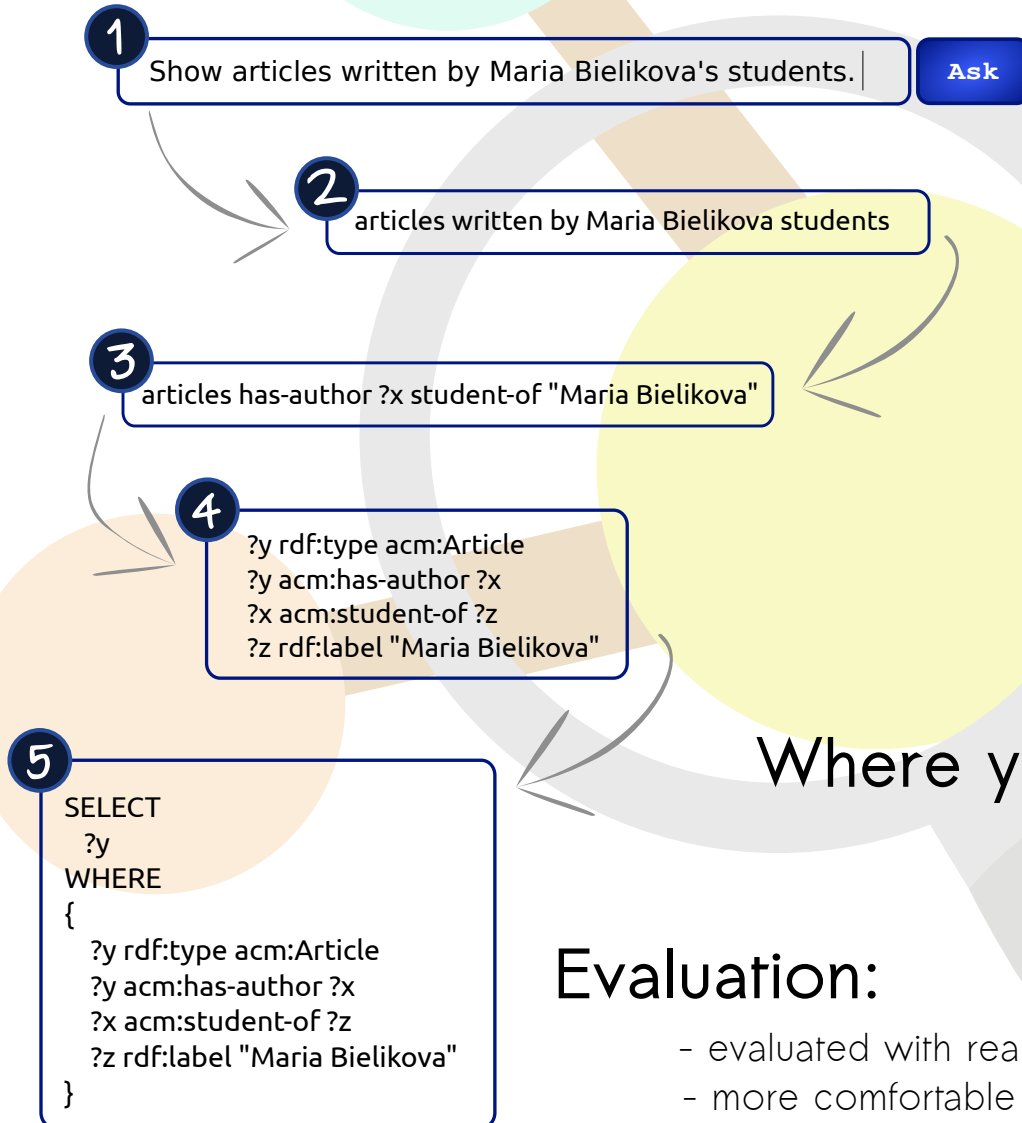 1
Show articles written by Maria Bielikova's students.
Ask
2
articles written by Maria Bielikova students
3
articles has-author ?x student-of "Maria Bielikova"
4
?y rdf:type acm:Article
?y acm:has-author ?x
?x acm:student-of ?z
?z rdf:label "Maria Bielikova"
5
SELECT
?y
WHERE
{
?y rdf:type acm:Article
?y acm:has-author ?x
?x acm:student-of ?z
?z rdf:label "Maria Bielikova"
}
Where y
Evaluation:
- evaluated with rea
- more comfortable